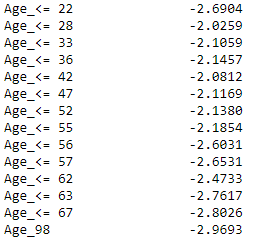 Age_<= 22 -2.6904
Age_<= 28 -2.0259
Age_<= 33 -2.1059
Age_<= 36 -2.1457
Age_<= 42 -2.0812
Age_<= 47 -2.1169
Age_<= 52 -2.1380
Age_<= 55 -2.1854
Age_<= 56 -2.6031
Age_<= 57 -2.6531
Age_<= 62 -2.4733
Age_<= 63 -2.7617
Age_<= 67 -2.8026
Age_98 -2.9693